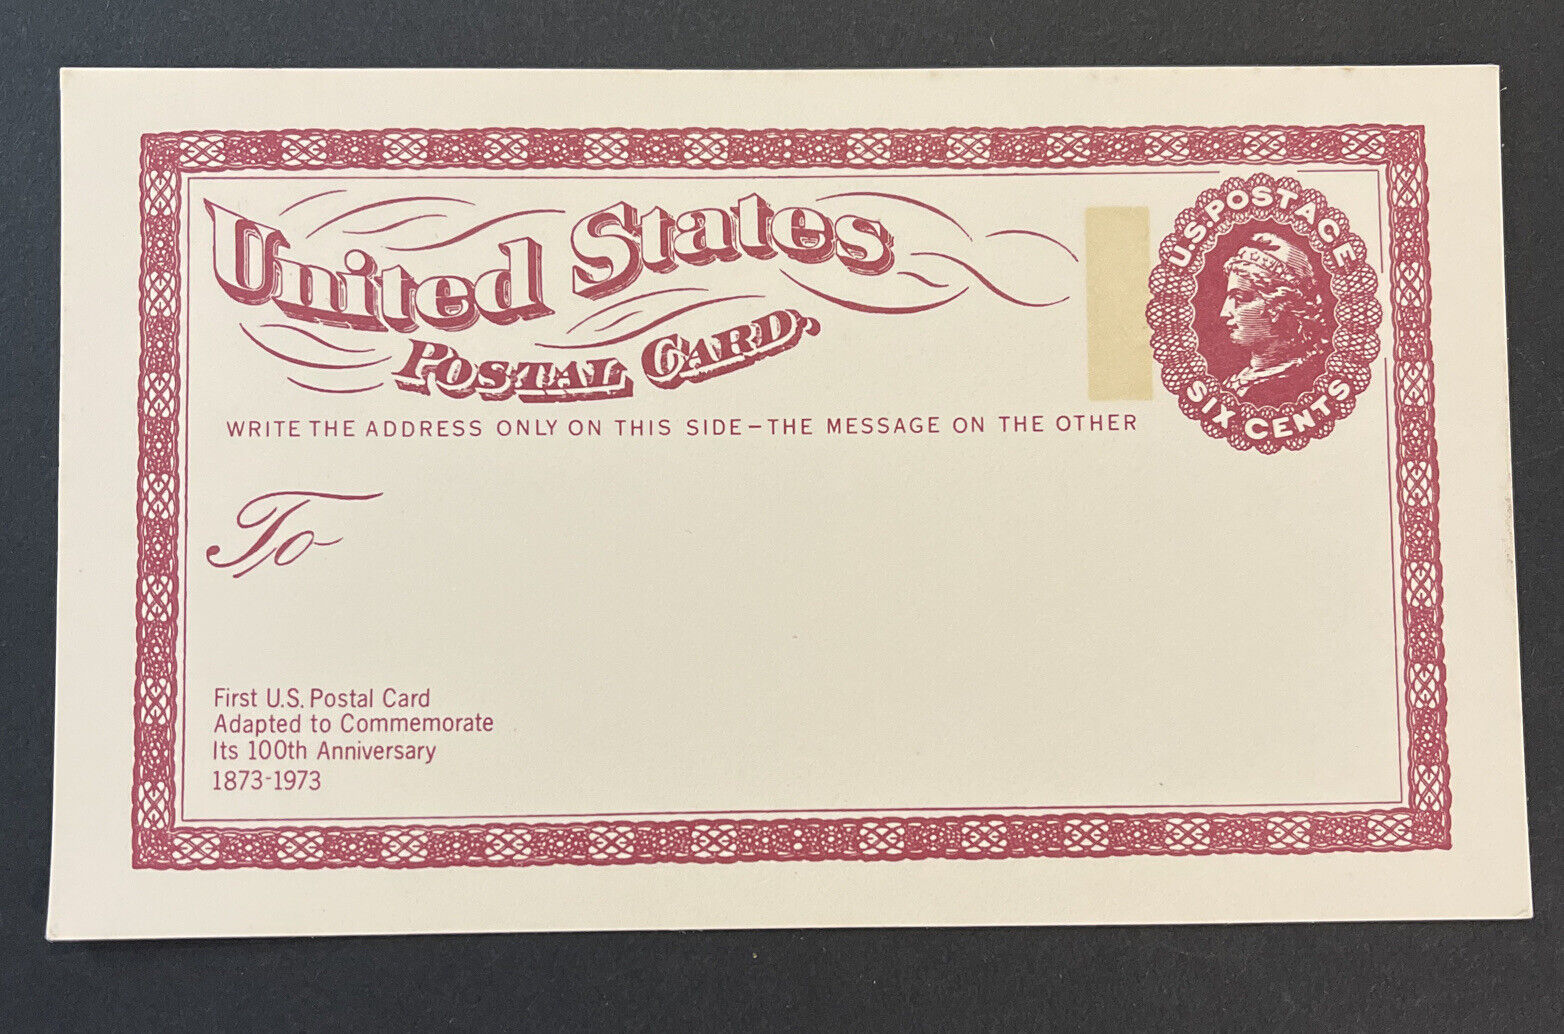 United States
POSTAL CARD,
U.S. POSTAGE
SIX CENTS
WRITE THE ADDRESS ONLY ON THIS SIDE—THE MESSAGE ON THE OTHER
To
First U.S. Postal Card
Adapted to Commemorate
Its 100th Anniversary
1873-1973